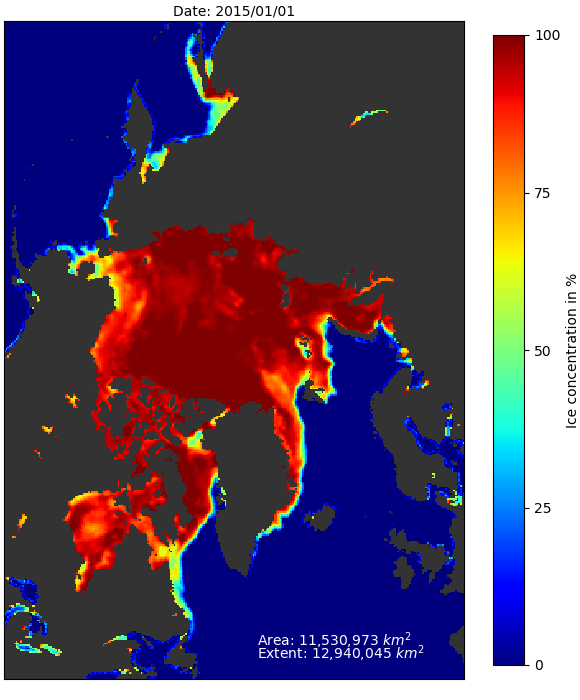 Date: 2015/01/01
100
75
50
25
0
Ice concentration in %
Area: 11,530,973 km²
Extent: 12,940,045 km²